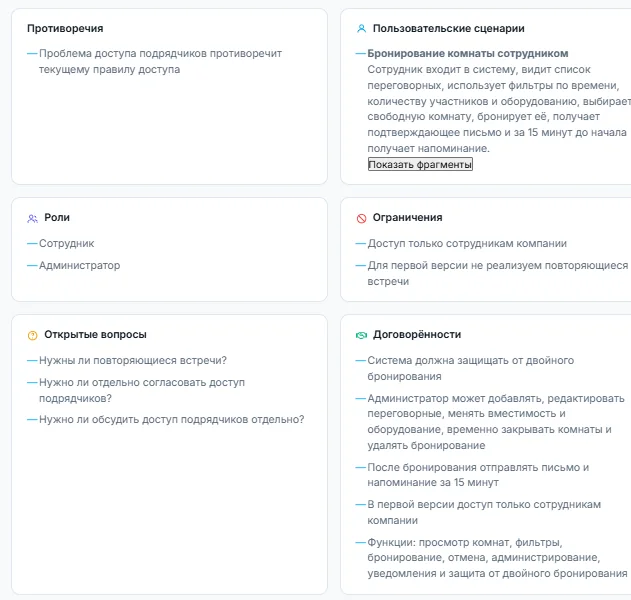 Противоречия
— Проблема доступа подрядчиков противоречит
текущему правилу доступа
Пользовательские сценарии
— Бронирование комнаты сотрудником
Сотрудник входит в систему, видит список
переговорных, использует фильтры по времени,
количеству участников и оборудованию, выбирает
свободную комнату, бронирует её, получает
подтверждающее письмо и за 15 минут до начала
получает напоминание.
Показать фрагменты
Роли
— Сотрудник
— Администратор
Ограничения
— Доступ только сотрудникам компании
— Для первой версии не реализуем повторяющиеся
встречи
Открытые вопросы
— Нужны ли повторяющиеся встречи?
— Нужно ли отдельно согласовать доступ
подрядчиков?
— Нужно ли обсудить доступ подрядчиков отдельно?
Договорённости
— Система должна защищать от двойного
бронирования
— Администратор может добавлять, редактировать
переговорные, менять вместимость и
оборудование, временно закрывать комнаты и
удалять бронирование
— После бронирования отправлять письмо и
напоминание за 15 минут
— В первой версии доступ только сотрудникам
компании
— Функции: просмотр комнат, фильтры,
бронирование, отмена, администрирование,
уведомления и защита от двойного бронирования